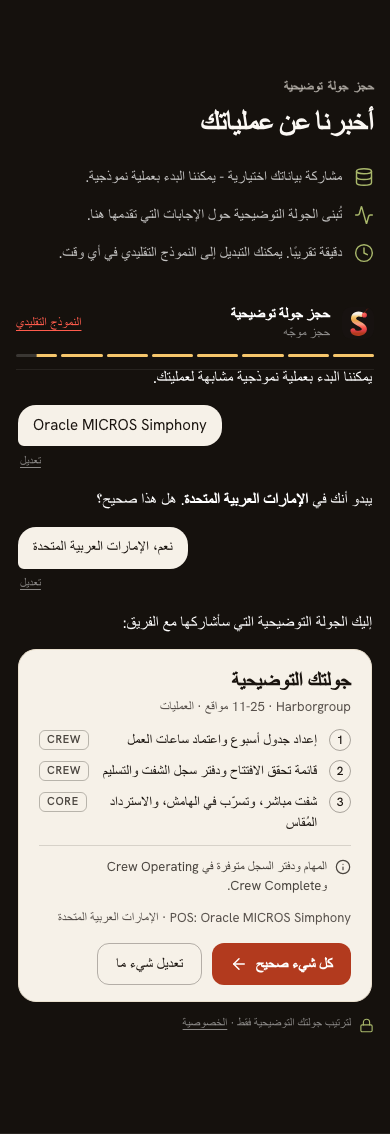 حجز جولة توضيحية
أخبرنا عن عملياتك
مشاركة بياناتك اختيارية - يمكننا البدء بعملية نموذجية.
تُبنى الجولة التوضيحية حول الإجابات التي تقدمها هنا.
دقيقة تقريبًا. يمكنك التبديل إلى النموذج التقليدي في أي وقت.
حجز جولة توضيحية
حجز موجّه
النموذج التقليدي
يمكننا البدء بعملية نموذجية مشابهة لعمليتك.
Oracle MICROS Simphony
تعديل
يبدو أنك في الإمارات العربية المتحدة. هل هذا صحيح؟
نعم، الإمارات العربية المتحدة
تعديل
إليك الجولة التوضيحية التي سأشاركها مع الفريق:
جولتك التوضيحية
Harborgroup · 11-25 مواقع · العمليات
1 إعداد جدول أسبوع واعتماد ساعات العمل CREW
2 قائمة تحقق الافتتاح ودفتر سجل الشفت والتسليم CREW
3 شفت مباشر، وتسرّب في الهامش، والاسترداد CORE
المُقاس
المهام ودفتر السجل متوفرة في Crew Operating
وCrew Complete.
POS: Oracle MICROS Simphony · الإمارات العربية المتحدة
كل شيء صحيح
تعديل شيء ما
لترتيب جولتك التوضيحية فقط · الخصوصية